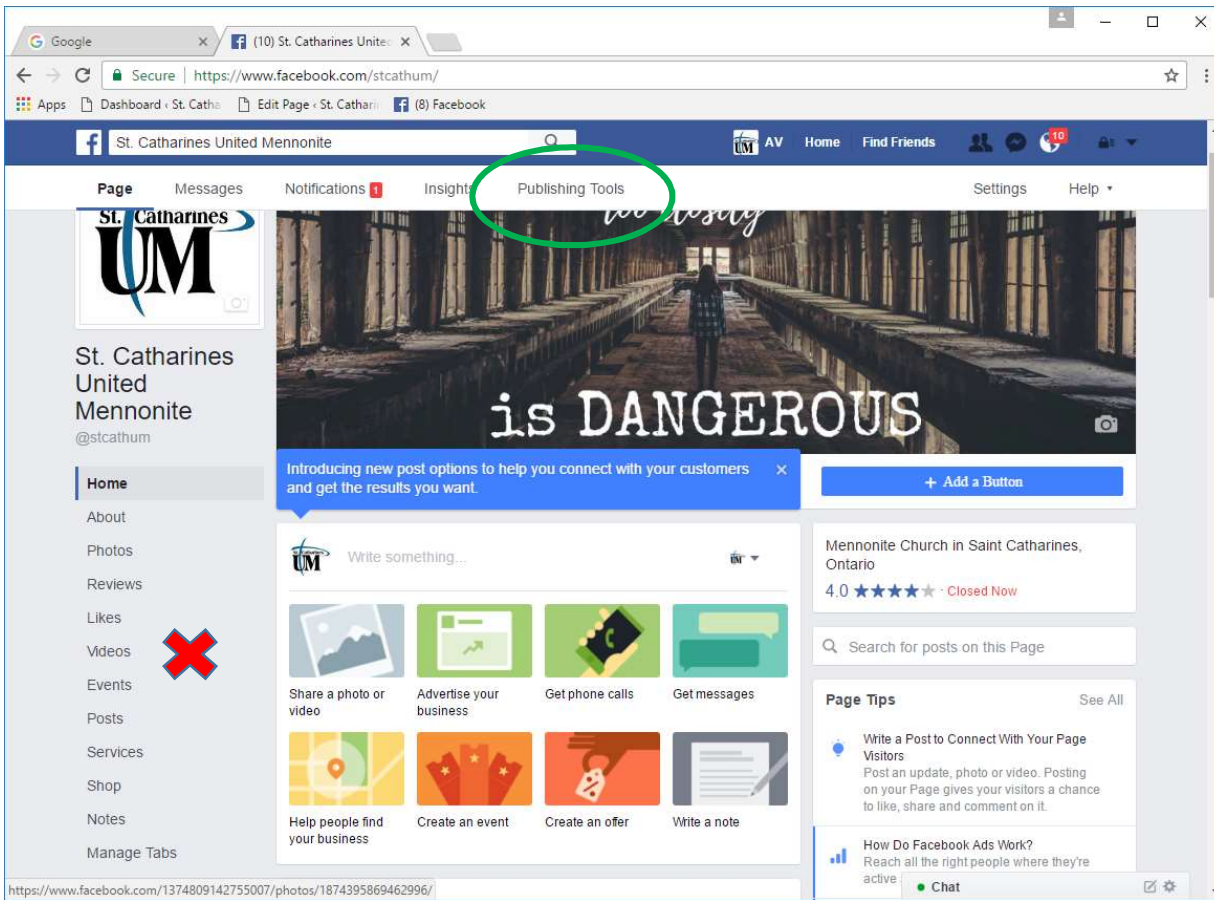 Google
(10) St. Catharines United
Secure | https://www.facebook.com/stcathum/
Apps Dashboard ‹ St. Catha Edit Page ‹ St. Catharin (8) Facebook
St. Catharines United Mennonite
UM AV Home Find Friends 10
Page Messages Notifications 1 Insights Publishing Tools Settings Help
St. Catharines
UM
is DANGEROUS
St. Catharines
United
Mennonite
@stcathum
Introducing new post options to help you connect with your customers
and get the results you want.
+ Add a Button
Home
About
Photos
Reviews
Likes
Videos
Events
Posts
Services
Shop
Notes
Manage Tabs
UM Write something...
Share a photo or
video
Advertise your
business
Get phone calls
Get messages
Help people find
your business
Create an event
Create an offer
Write a note
Mennonite Church in Saint Catharines,
Ontario
4.0 ★★★★★ · Closed Now
Search for posts on this Page
Page Tips See All
Write a Post to Connect With Your Page
Visitors
Post an update, photo or video. Posting
on your Page gives your visitors a chance
to like, share and comment on it.
How Do Facebook Ads Work?
Reach all the right people where they're
active
Chat
https://www.facebook.com/1374809142755007/photos/1874395869462996/